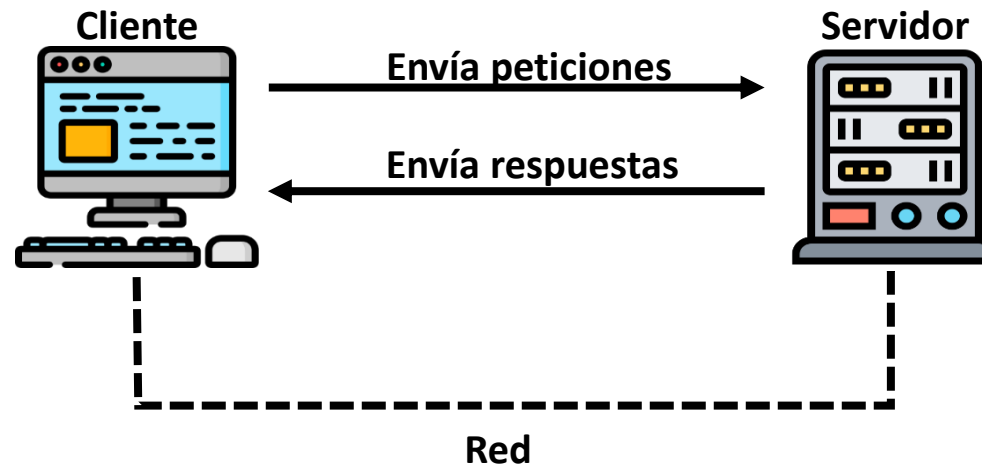 Cliente
Servidor
Envía peticiones
Envía respuestas
Red